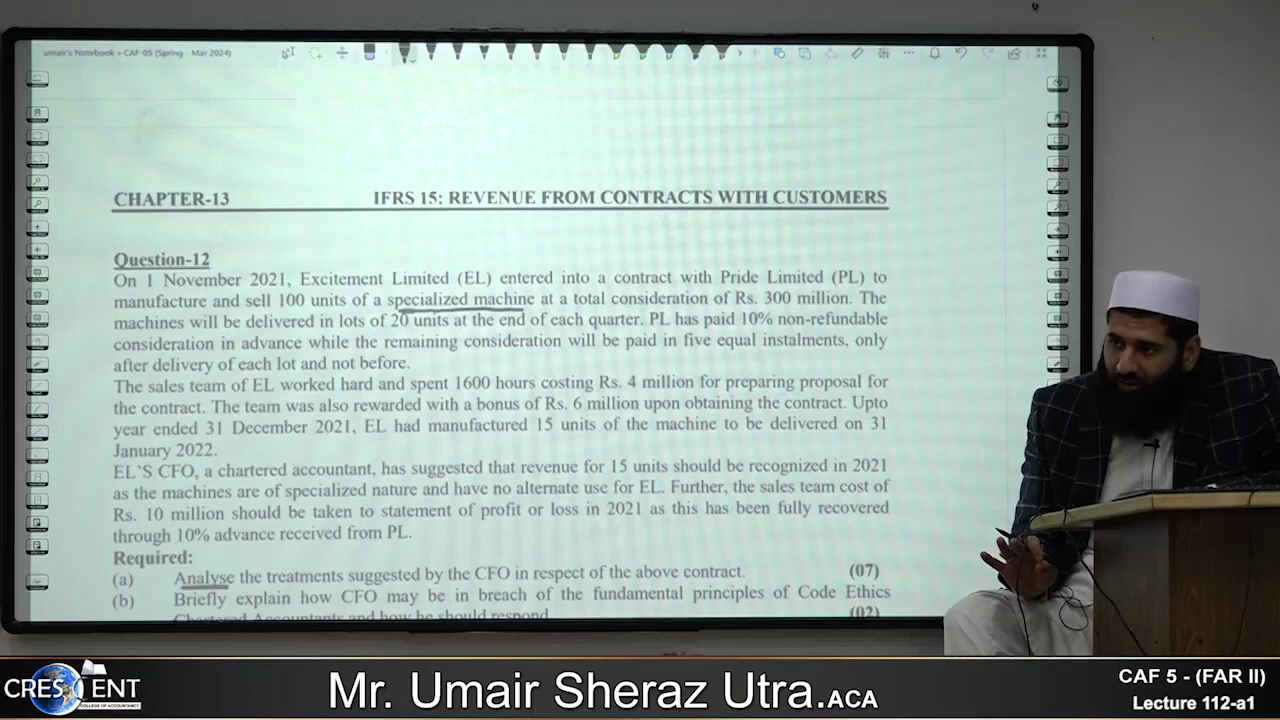 umair's Notebook » CAF-05 (Spring - Mar 2024)
CHAPTER-13 IFRS 15: REVENUE FROM CONTRACTS WITH CUSTOMERS
Question-12
On 1 November 2021, Excitement Limited (EL) entered into a contract with Pride Limited (PL) to
manufacture and sell 100 units of a specialized machine at a total consideration of Rs. 300 million. The
machines will be delivered in lots of 20 units at the end of each quarter. PL has paid 10% non-refundable
consideration in advance while the remaining consideration will be paid in five equal instalments, only
after delivery of each lot and not before.
The sales team of EL worked hard and spent 1600 hours costing Rs. 4 million for preparing proposal for
the contract. The team was also rewarded with a bonus of Rs. 6 million upon obtaining the contract. Upto
year ended 31 December 2021, EL had manufactured 15 units of the machine to be delivered on 31
January 2022.
EL'S CFO, a chartered accountant, has suggested that revenue for 15 units should be recognized in 2021
as the machines are of specialized nature and have no alternate use for EL. Further, the sales team cost of
Rs. 10 million should be taken to statement of profit or loss in 2021 as this has been fully recovered
through 10% advance received from PL.
Required:
(a) Analyse the treatments suggested by the CFO in respect of the above contract. (07)
(b) Briefly explain how CFO may be in breach of the fundamental principles of Code Ethics
Chartered Accountants and how he should respond (02)
CRESCENT
COLLEGE OF ACCOUNTANCY
Mr. Umair Sheraz Utra.ACA
CAF 5 - (FAR II)
Lecture 112-a1